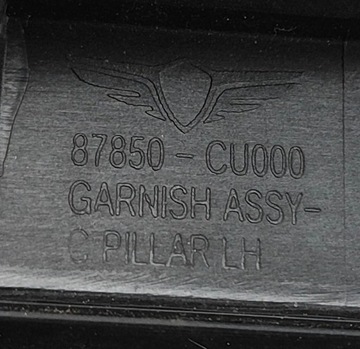 87850 - CU000
GARNISH ASSY-
C PILLAR LH